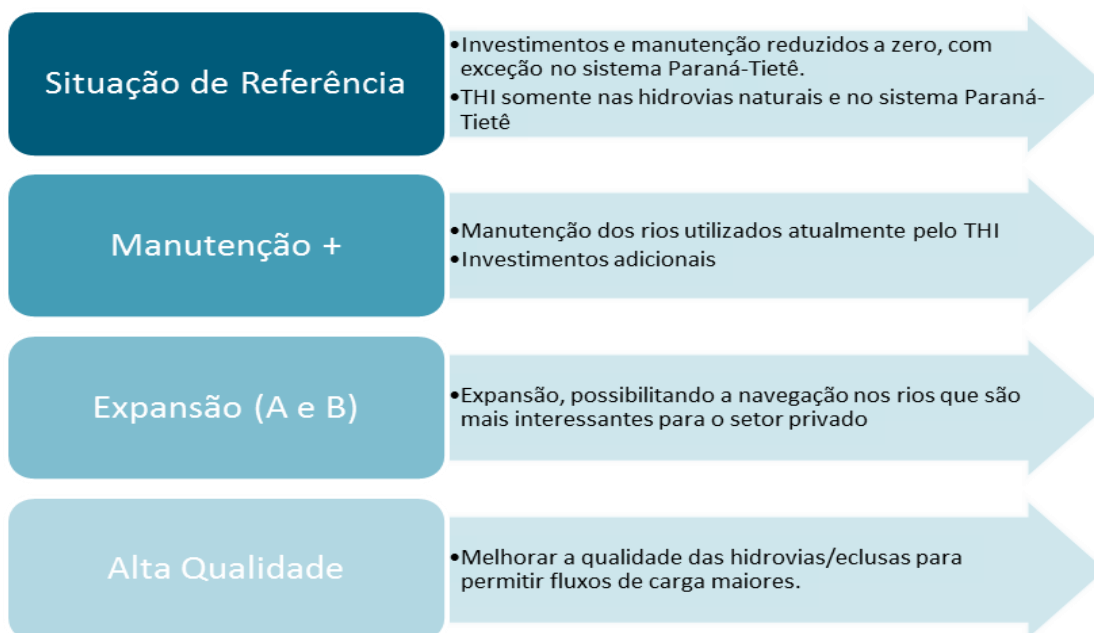 Situação de Referência
•Investimentos e manutenção reduzidos a zero, com
exceção no sistema Paraná-Tietê.
•THI somente nas hidrovias naturais e no sistema Paraná-
Tietê
Manutenção +
•Manutenção dos rios utilizados atualmente pelo THI
•Investimentos adicionais
Expansão (A e B)
•Expansão, possibilitando a navegação nos rios que são
mais interessantes para o setor privado
Alta Qualidade
•Melhorar a qualidade das hidrovias/eclusas para
permitir fluxos de carga maiores.